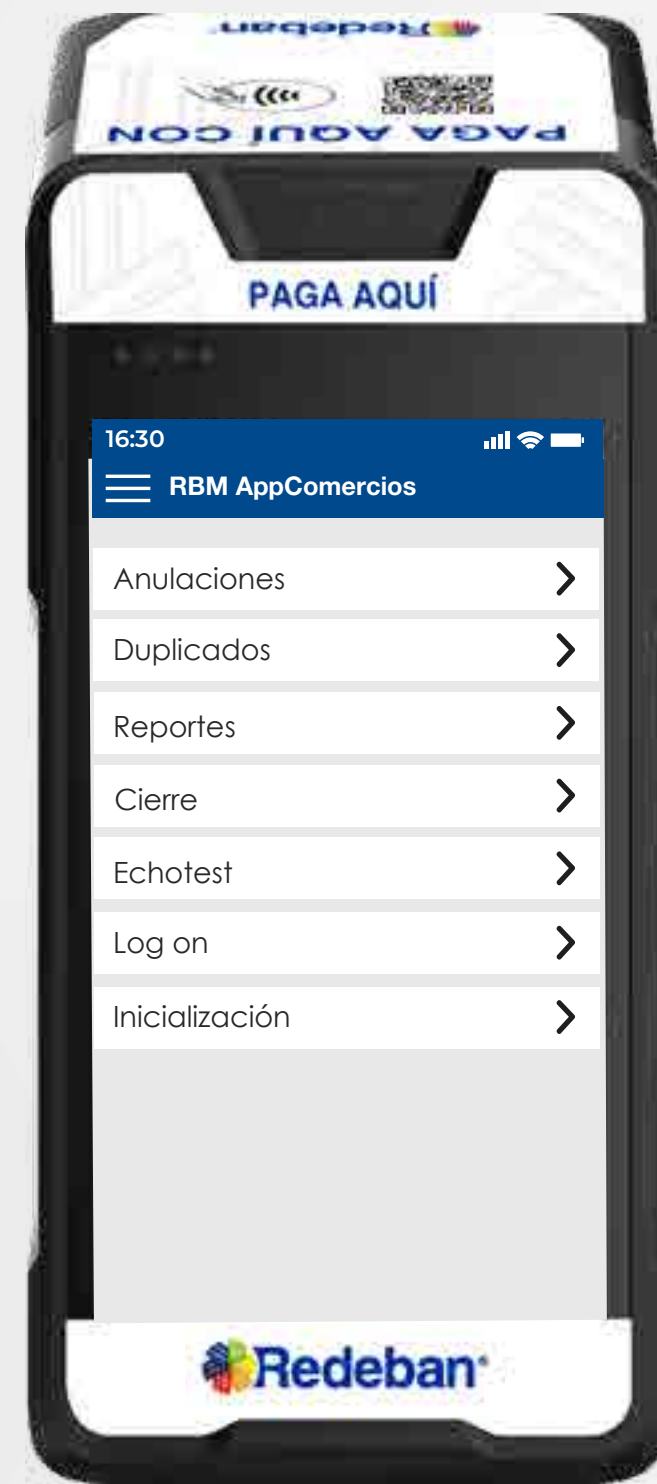 Redeban
PAGA AQUÍ CON
PAGA AQUÍ
16:30
RBM AppComercios
Anulaciones
Duplicados
Reportes
Cierre
Echotest
Log on
Inicialización
Redeban